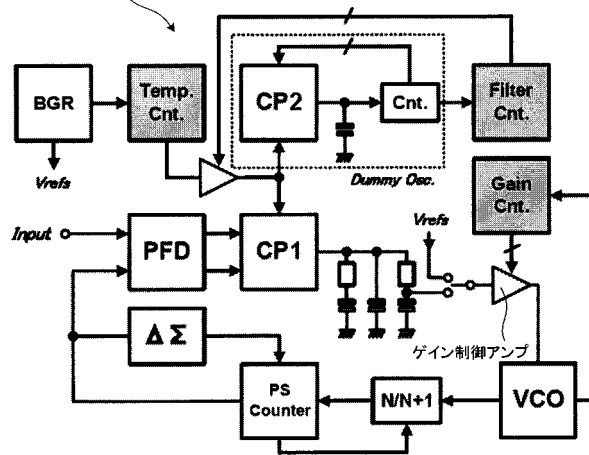 BGR
Temp.
Cnt.
CP2
Cnt.
Filter
Cnt.
Vrefs
Dummy Osc.
Gain
Cnt.
Input
PFD
CP1
Vrefs
ΔΣ
ゲイン制御アンプ
PS
Counter
N/N+1
VCO